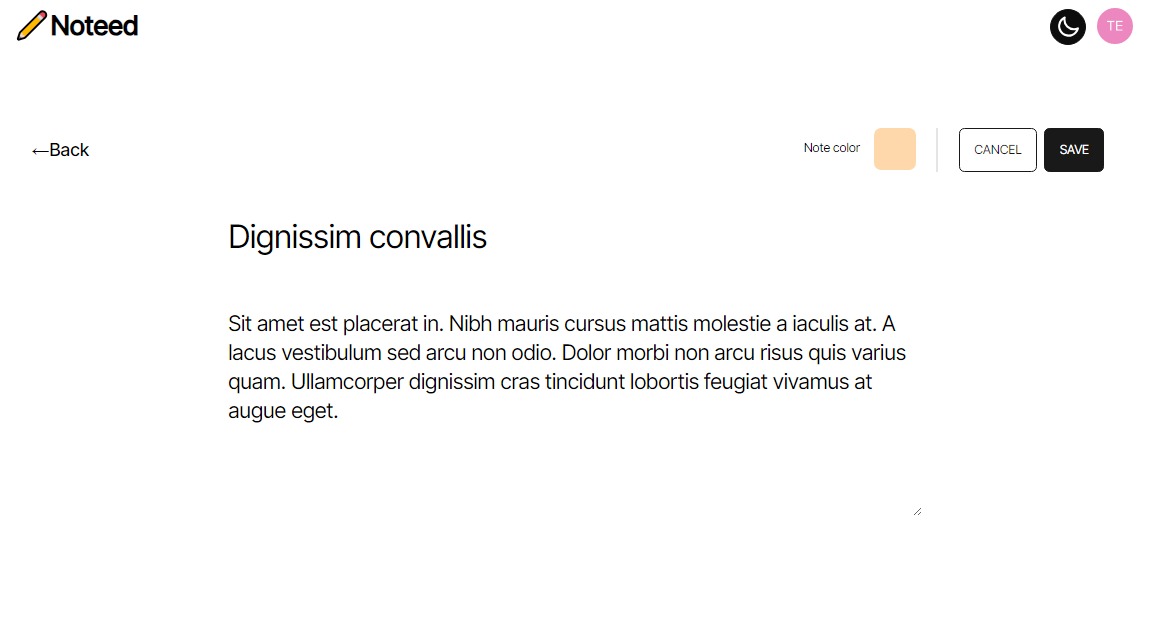 Noteed
TE
←Back
Note color
CANCEL
SAVE
Dignissim convallis
Sit amet est placerat in. Nibh mauris cursus mattis molestie a iaculis at. A
lacus vestibulum sed arcu non odio. Dolor morbi non arcu risus quis varius
quam. Ullamcorper dignissim cras tincidunt lobortis feugiat vivamus at
augue eget.